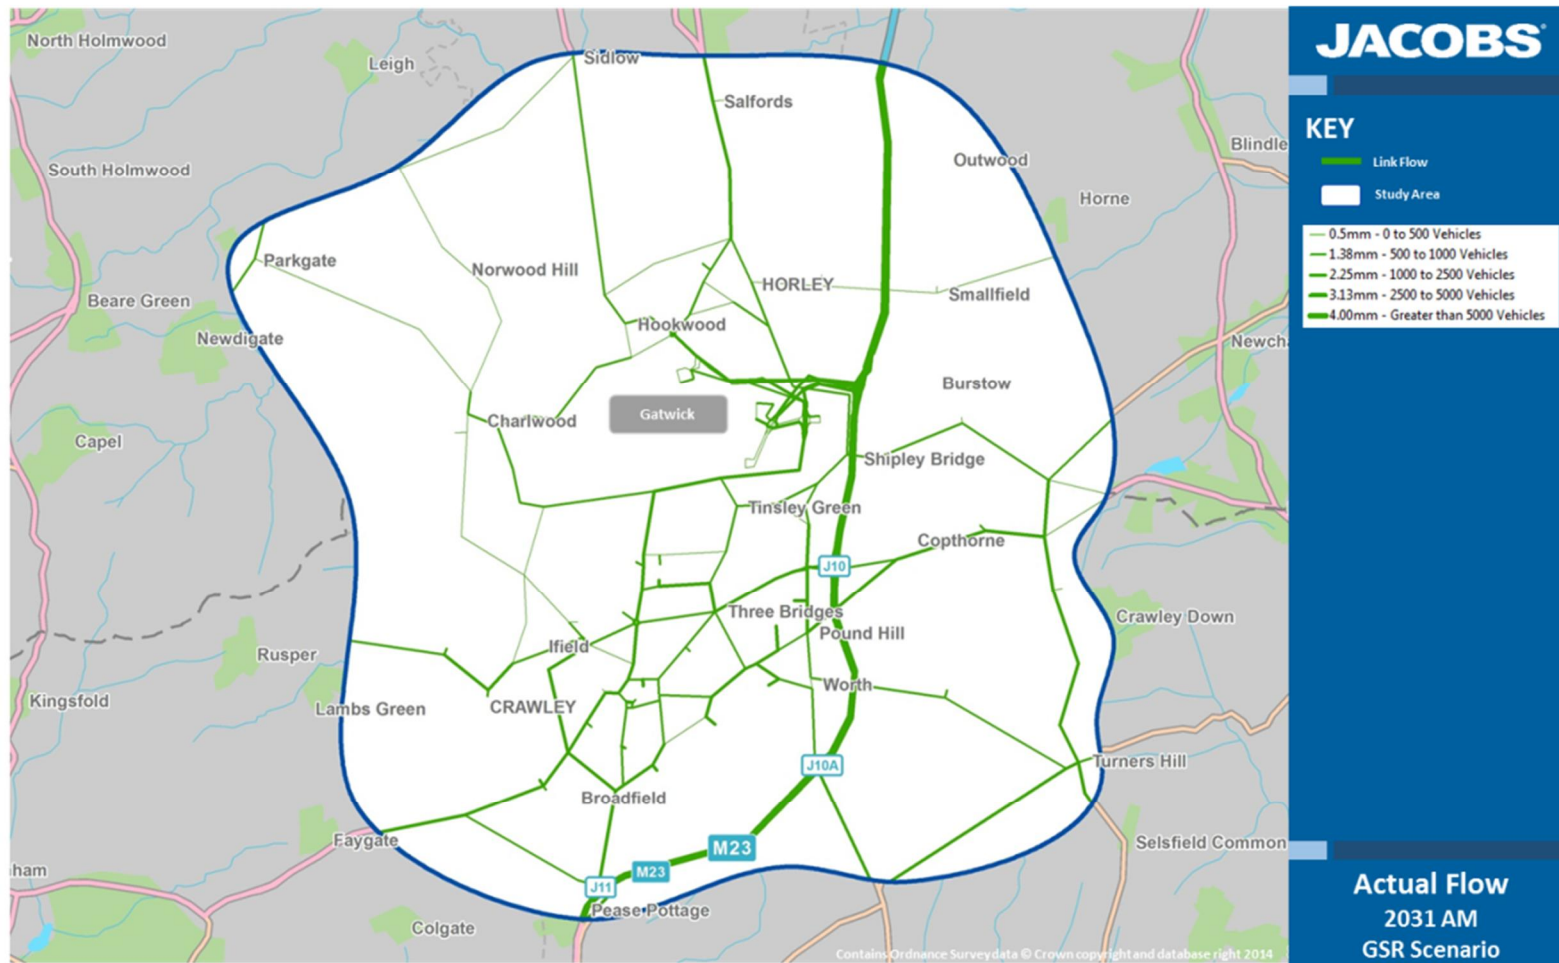 North Holmwood
Leigh
Sidlow
Salfords
Outwood
Blindle
South Holmwood
Horne
Parkgate
Norwood Hill
HORLEY
Smallfield
Beare Green
Hookwood
Newdigate
Newch
Burstow
Gatwick
Charlwood
Capel
Shipley Bridge
Tinsley Green
Copthorne
J10
Three Bridges
Crawley Down
Pound Hill
Ifield
Rusper
Worth
Kingsfold
Lambs Green
CRAWLEY
J10A
Turners Hill
Broadfield
Faygate
M23
Selsfield Common
M23
ham
J11
Pease Pottage
Colgate
Contains Ordnance Survey data © Crown copyright and database right 2014
JACOBS
KEY
Link Flow
Study Area
0.5mm - 0 to 500 Vehicles
1.38mm - 500 to 1000 Vehicles
2.25mm - 1000 to 2500 Vehicles
3.13mm - 2500 to 5000 Vehicles
4.00mm - Greater than 5000 Vehicles
Actual Flow
2031 AM
GSR Scenario